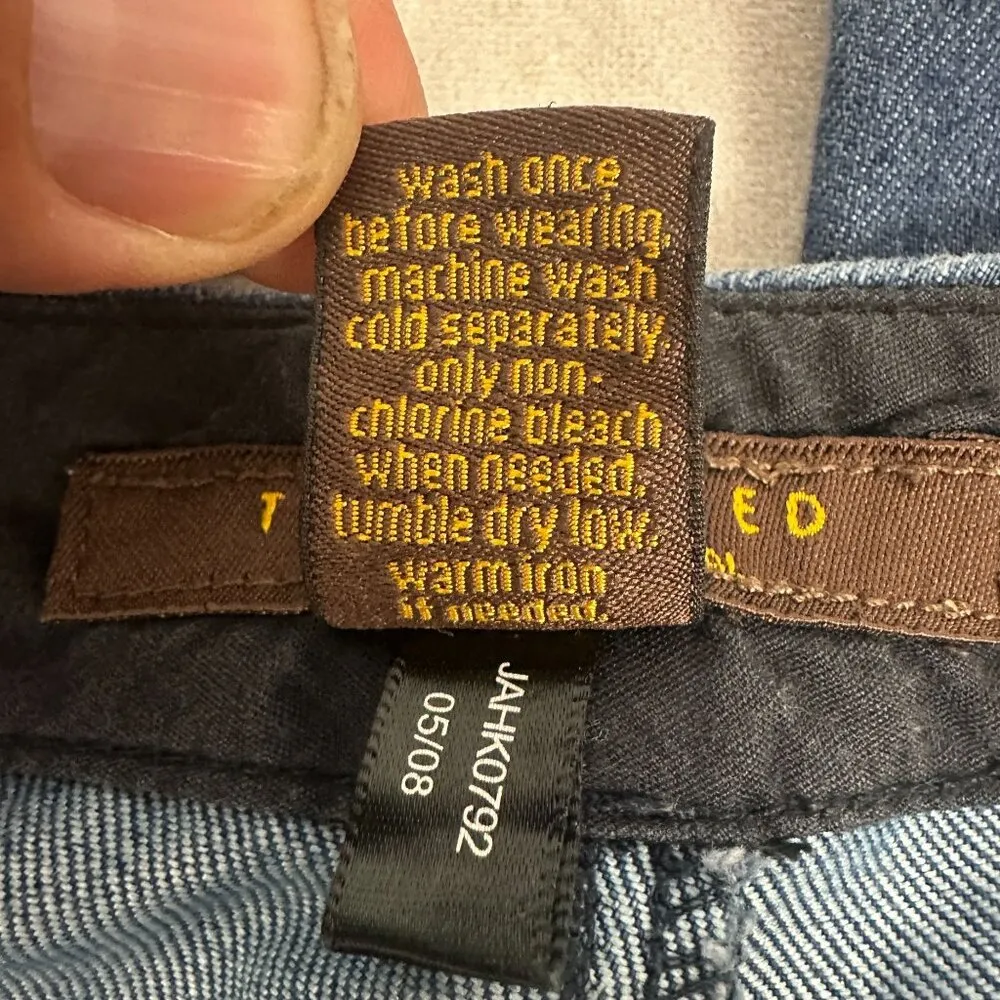 wash once
before wearing,
machine wash
cold separately,
only non-
chlorine bleach
when needed,
tumble dry low.
warm iron
if needed.
T
ED
JAHK0792
05/08